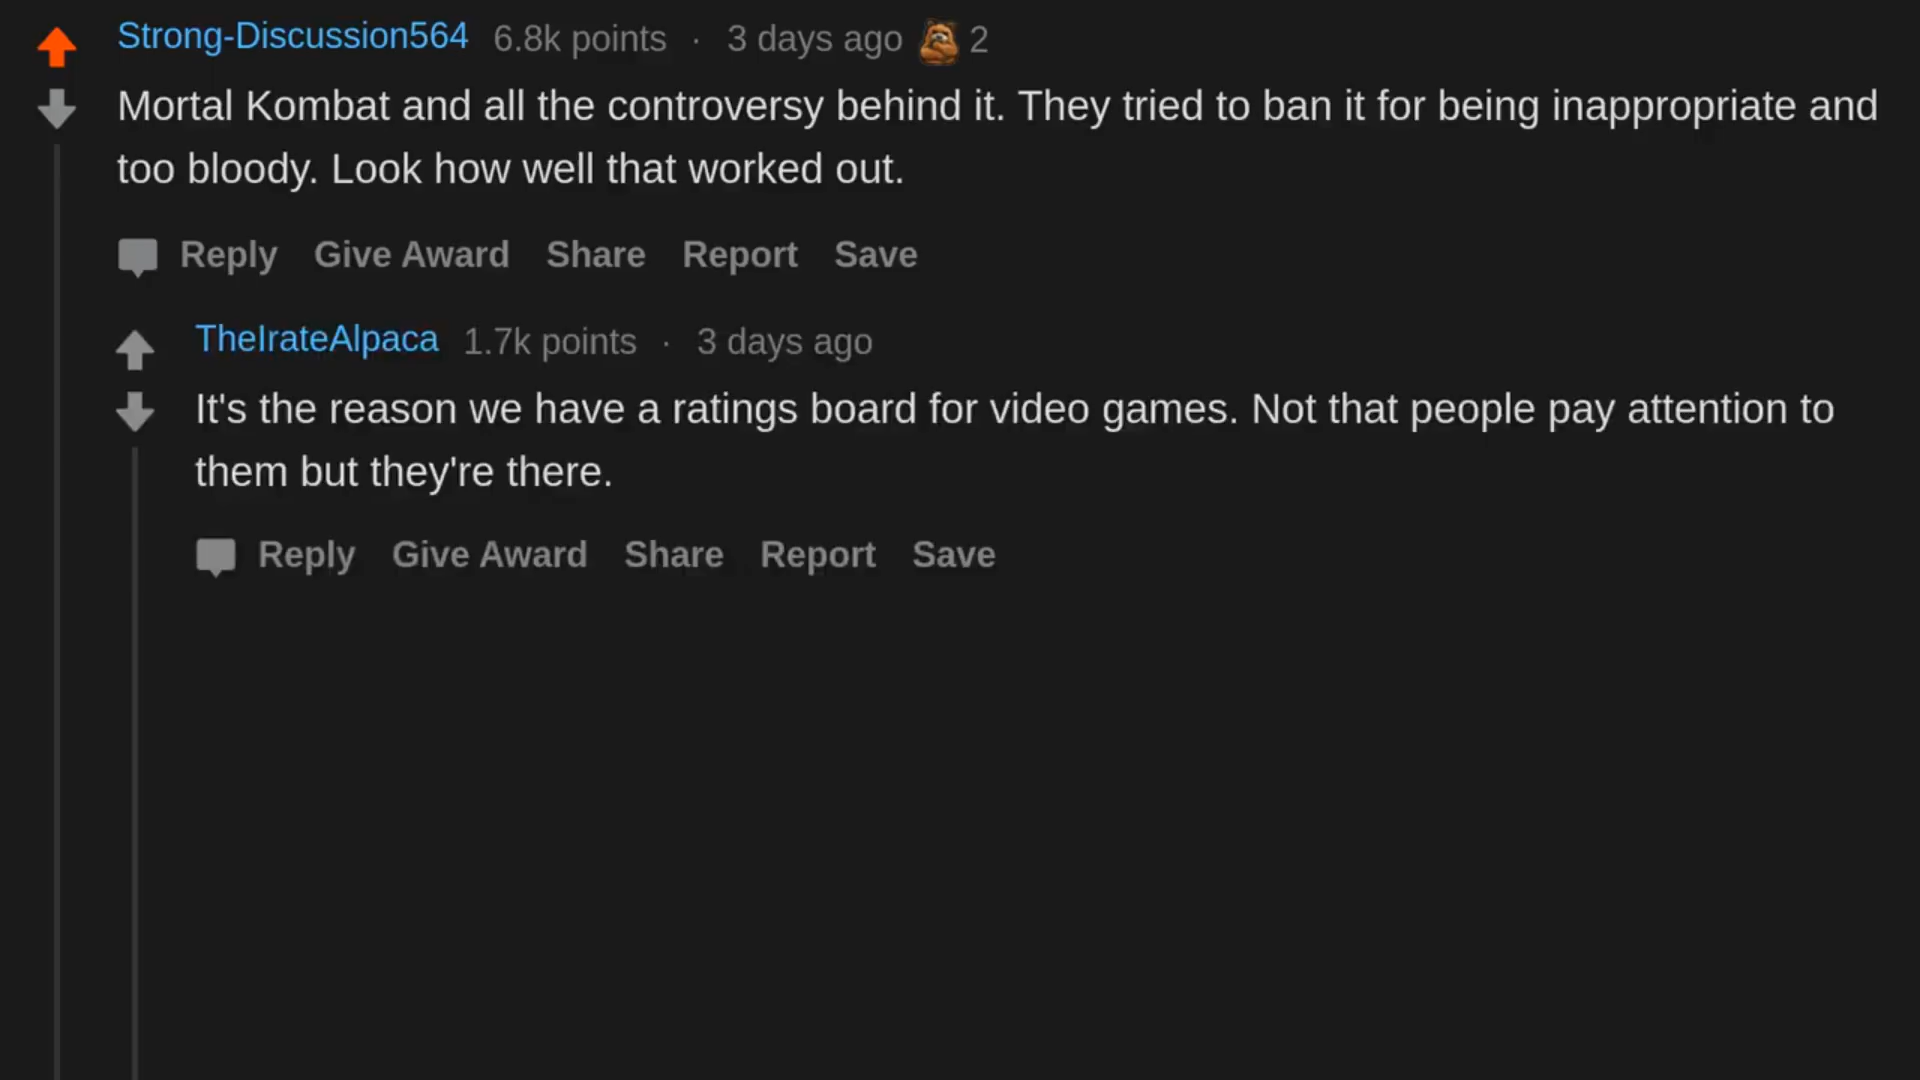 Strong-Discussion564 6.8k points · 3 days ago 2
Mortal Kombat and all the controversy behind it. They tried to ban it for being inappropriate and
too bloody. Look how well that worked out.
Reply Give Award Share Report Save
TheIrateAlpaca 1.7k points · 3 days ago
It's the reason we have a ratings board for video games. Not that people pay attention to
them but they're there.
Reply Give Award Share Report Save